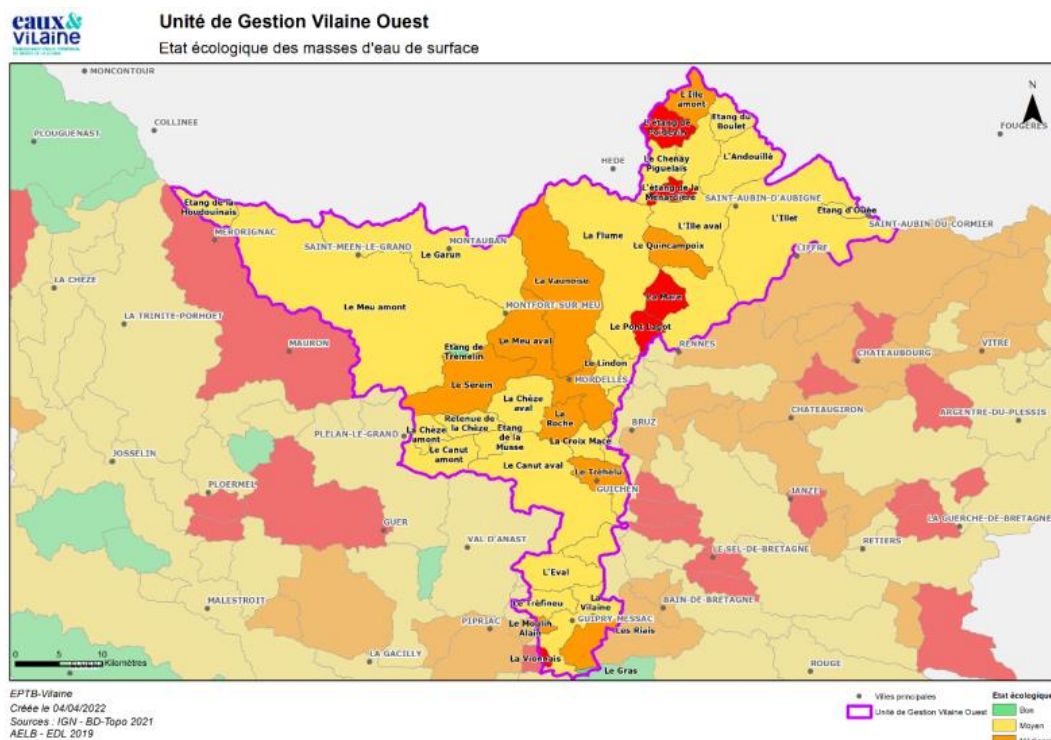 eaux&
Vilaine
Unité de Gestion Vilaine Ouest
Etat écologique des masses d'eau de surface
MONCONTOUR
N
L'Ille
amont
PLOUGUENAST
COLLINEE
L'étang de
Etang du
Boulet
FOUGERES
HEDE
Le Chenay
Piguelais
L'Andouillé
L'étang de la
Ménardière
Etang de la
Houdouinais
SAINT-AUBIN-D'AUBIGNE
L'Illet
Etang d'Ouée
SAINT-AUBIN-DU-CORMIER
MERDRIGNAC
SAINT-MEEN-LE-GRAND
MONTAUBAN
La Flume
L'Ille aval
Le Garun
Le Quincampoix
LIFFRE
LA CHEZE
La Vaunoise
Le Meu amont
MONTFORT-SUR-MEU
La Mare
LA TRINITE-PORHOET
Le Pont Lagot
MAURON
Le Meu aval
Etang de
Trémelin
RENNES
VITRE
Le Lindon
CHATEAUBOURG
Le Serein
MORDELLES
La Chèze
aval
ARGENTRE-DU-PLESSIS
La
Roche
CHATEAUGIRON
Retenue de
la Chèze
PLELAN-LE-GRAND
La Chèze
amont
Etang
de la
Musse
BRUZ
La Croix Macé
JOSSELIN
Le Canut
amont
Le Canut aval
Le Tréhélu
GUICHEN
PLOERMEL
JANZE
GUER
LA GUERCHE-DE-BRETAGNE
VAL D'ANAST
RETIERS
LE SEL-DE-BRETAGNE
L'Eval
MALESTROIT
Le Tréfineu
La
Vilaine
BAIN-DE-BRETAGNE
PIPRIAC
Le Moulin
Alain
GUIPRY-MESSAC
Les Riais
LA GACILLY
La Vionnais
Le Gras
ROUGE
0 5 10 Kilomètres
ELVEN
EPTB-Vilaine
Créée le 04/04/2022
Sources : IGN - BD-Topo 2021
AELB - EDL 2019
Villes principales
Unité de Gestion Vilaine Ouest
Etat écologique
Bon
Moyen